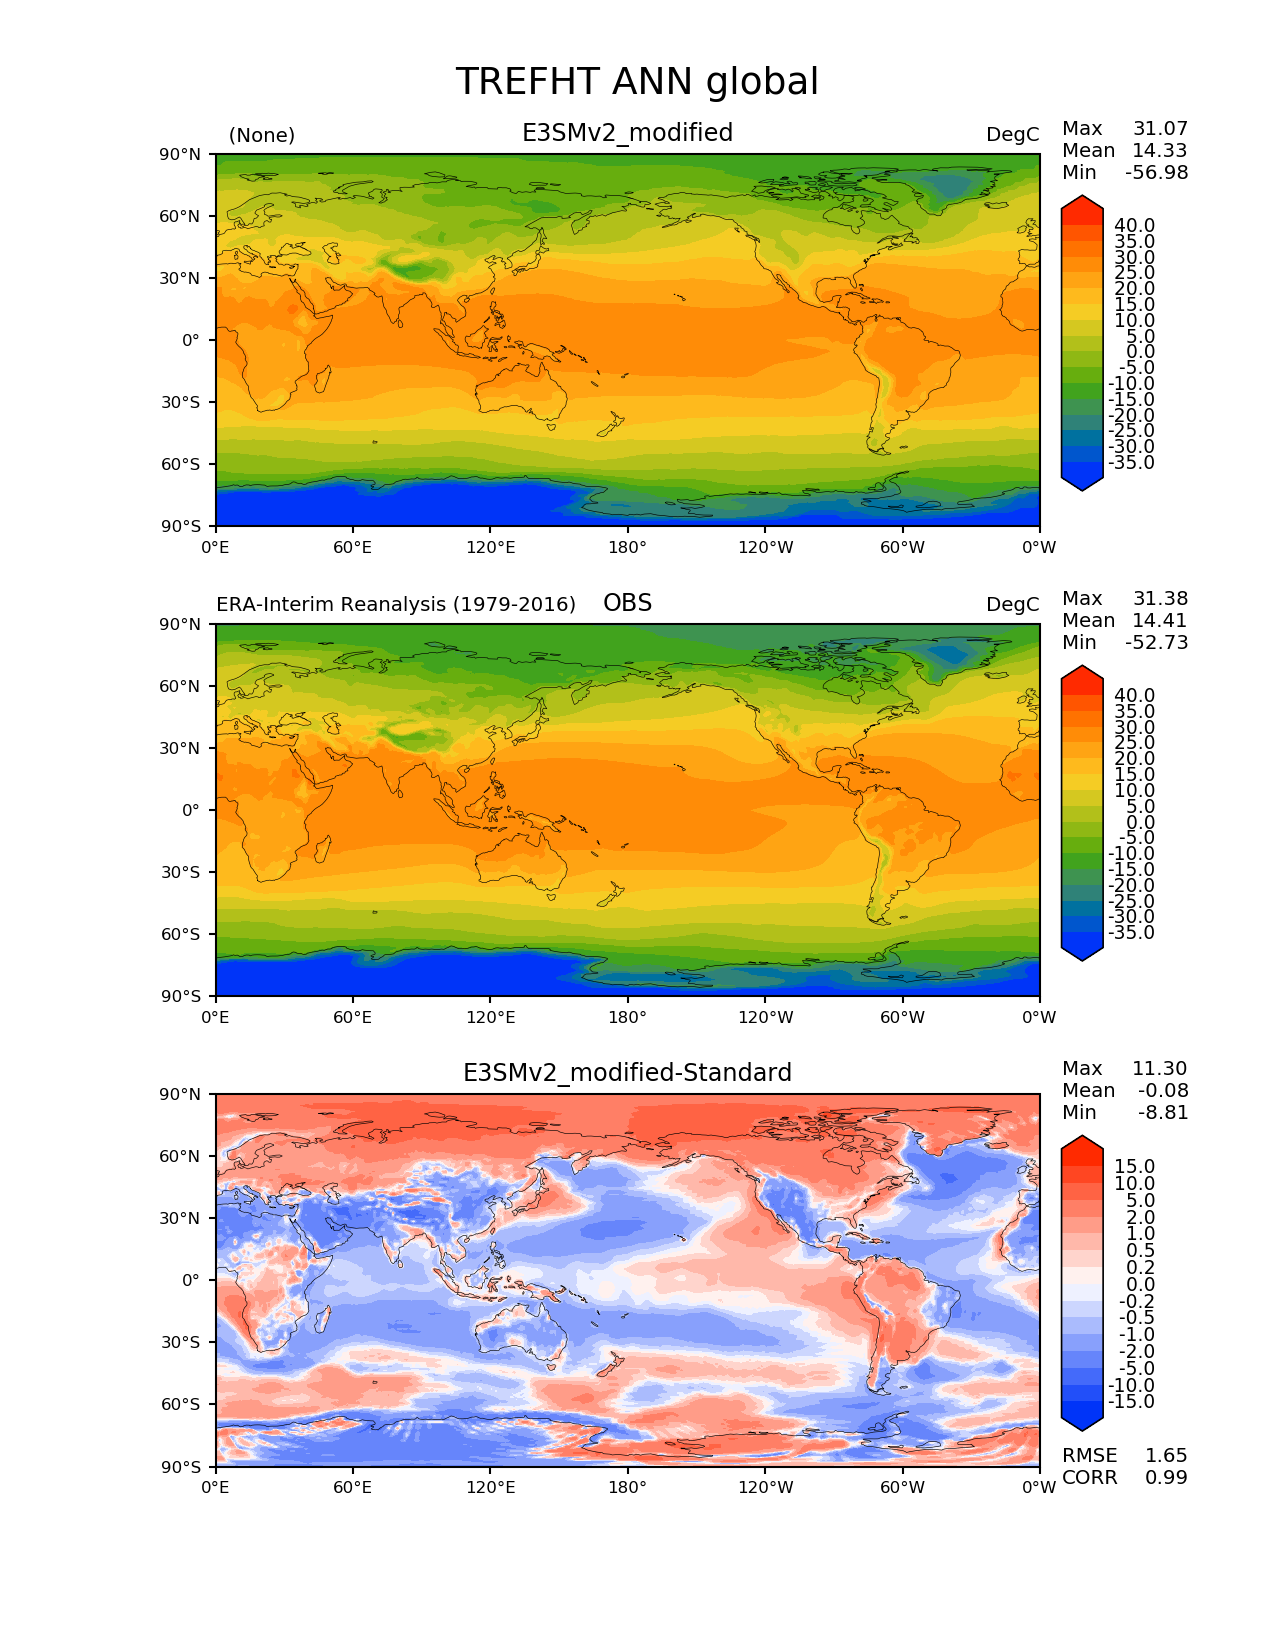 TREFHT ANN global
(None) E3SMv2_modified DegC
Max 31.07
Mean 14.33
Min -56.98
90°N
60°N
30°N
0°
30°S
60°S
90°S
0°E 60°E 120°E 180° 120°W 60°W 0°W
40.0
35.0
30.0
25.0
20.0
15.0
10.0
5.0
0.0
-5.0
-10.0
-15.0
-20.0
-25.0
-30.0
-35.0
ERA-Interim Reanalysis (1979-2016) OBS DegC
Max 31.38
Mean 14.41
Min -52.73
90°N
60°N
30°N
0°
30°S
60°S
90°S
0°E 60°E 120°E 180° 120°W 60°W 0°W
40.0
35.0
30.0
25.0
20.0
15.0
10.0
5.0
0.0
-5.0
-10.0
-15.0
-20.0
-25.0
-30.0
-35.0
E3SMv2_modified-Standard
Max 11.30
Mean -0.08
Min -8.81
90°N
60°N
30°N
0°
30°S
60°S
90°S
0°E 60°E 120°E 180° 120°W 60°W 0°W
15.0
10.0
5.0
2.0
1.0
0.5
0.2
0.0
-0.2
-0.5
-1.0
-2.0
-5.0
-10.0
-15.0
RMSE 1.65
CORR 0.99